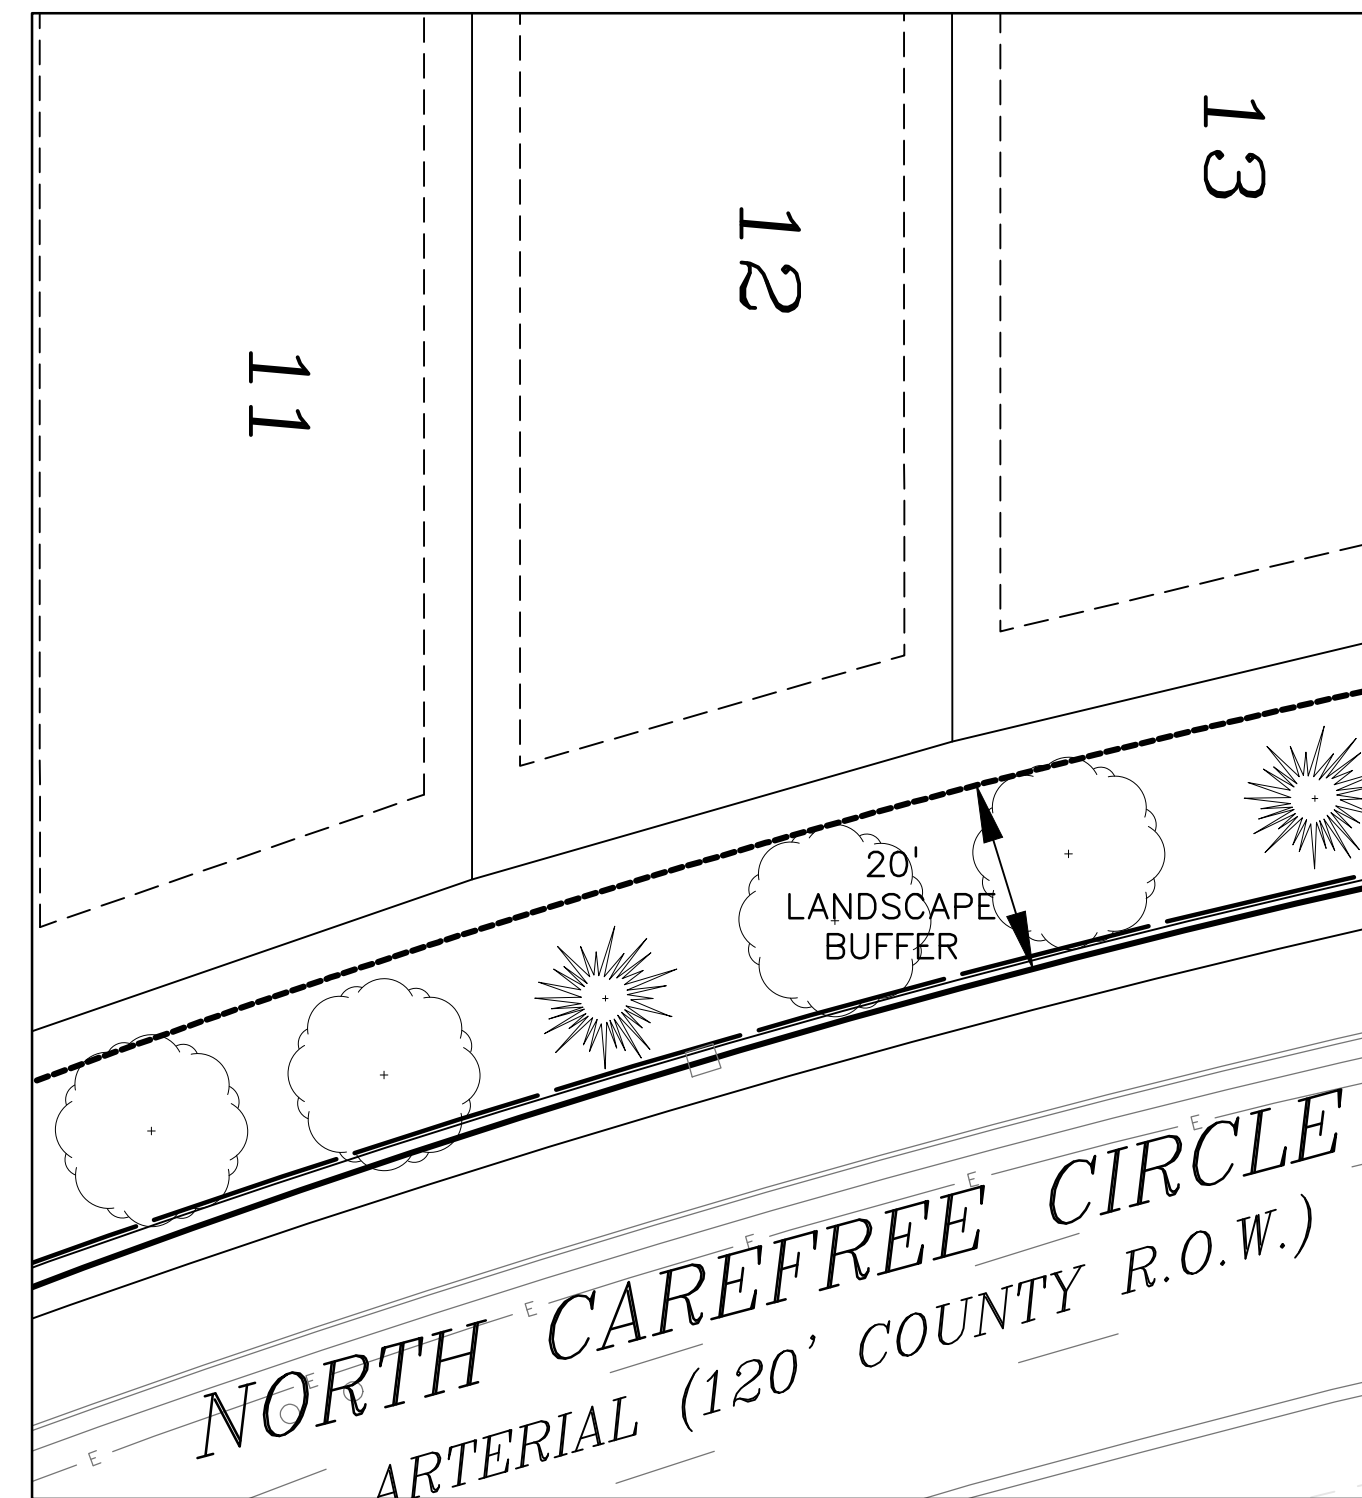 11
12
13
20'
LANDSCAPE
BUFFER
E
E
E
E
E
E
NORTH CAREFREE CIRCLE
ARTERIAL (120' COUNTY R.O.W.)